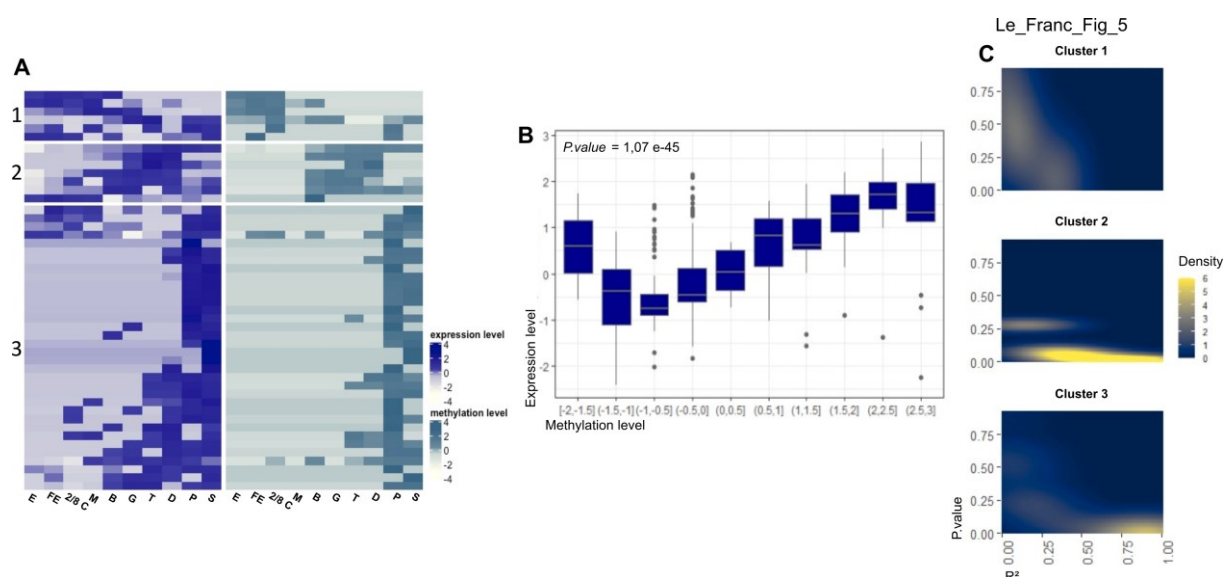 Le_Franc_Fig_5
A
1
2
3
E FE 2/8 C M B G T D P S
E FE 2/8 C M B G T D P S
expression level
4
2
0
-2
-4
methylation level
4
2
0
-2
-4
B
P.value = 1,07 e-45
Expression level
3
2
1
0
-1
-2
[-2,-1.5] (-1.5,-1] (-1,-0.5] (-0.5,0] (0,0.5] (0.5,1] (1,1.5] (1.5,2] (2,2.5] (2.5,3]
Methylation level
C
Cluster 1
0.75
0.50
0.25
0.00
Cluster 2
0.75
0.50
0.25
0.00
Density
6
5
4
3
2
1
0
Cluster 3
0.75
0.50
0.25
0.00
P.value
0.00 0.25 0.50 0.75 1.00
R²